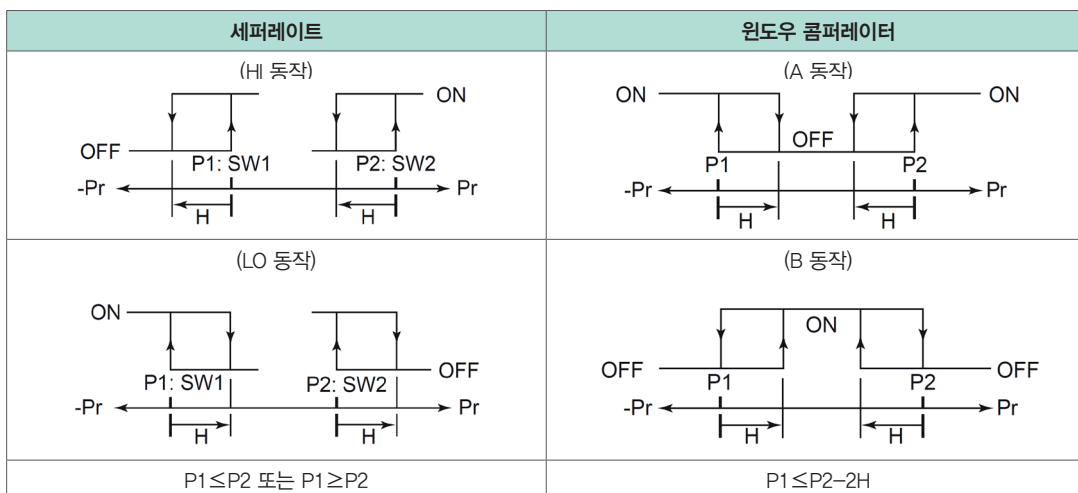 세퍼레이트
윈도우 콤퍼레이터
(HI 동작)
ON
OFF
P1: SW1
P2: SW2
-Pr
Pr
H
H
(A 동작)
ON
ON
OFF
P1
P2
-Pr
Pr
H
H
(LO 동작)
ON
OFF
P1: SW1
P2: SW2
-Pr
Pr
H
H
(B 동작)
ON
OFF
OFF
P1
P2
-Pr
Pr
H
H
P1≤P2 또는 P1≥P2
P1≤P2–2H